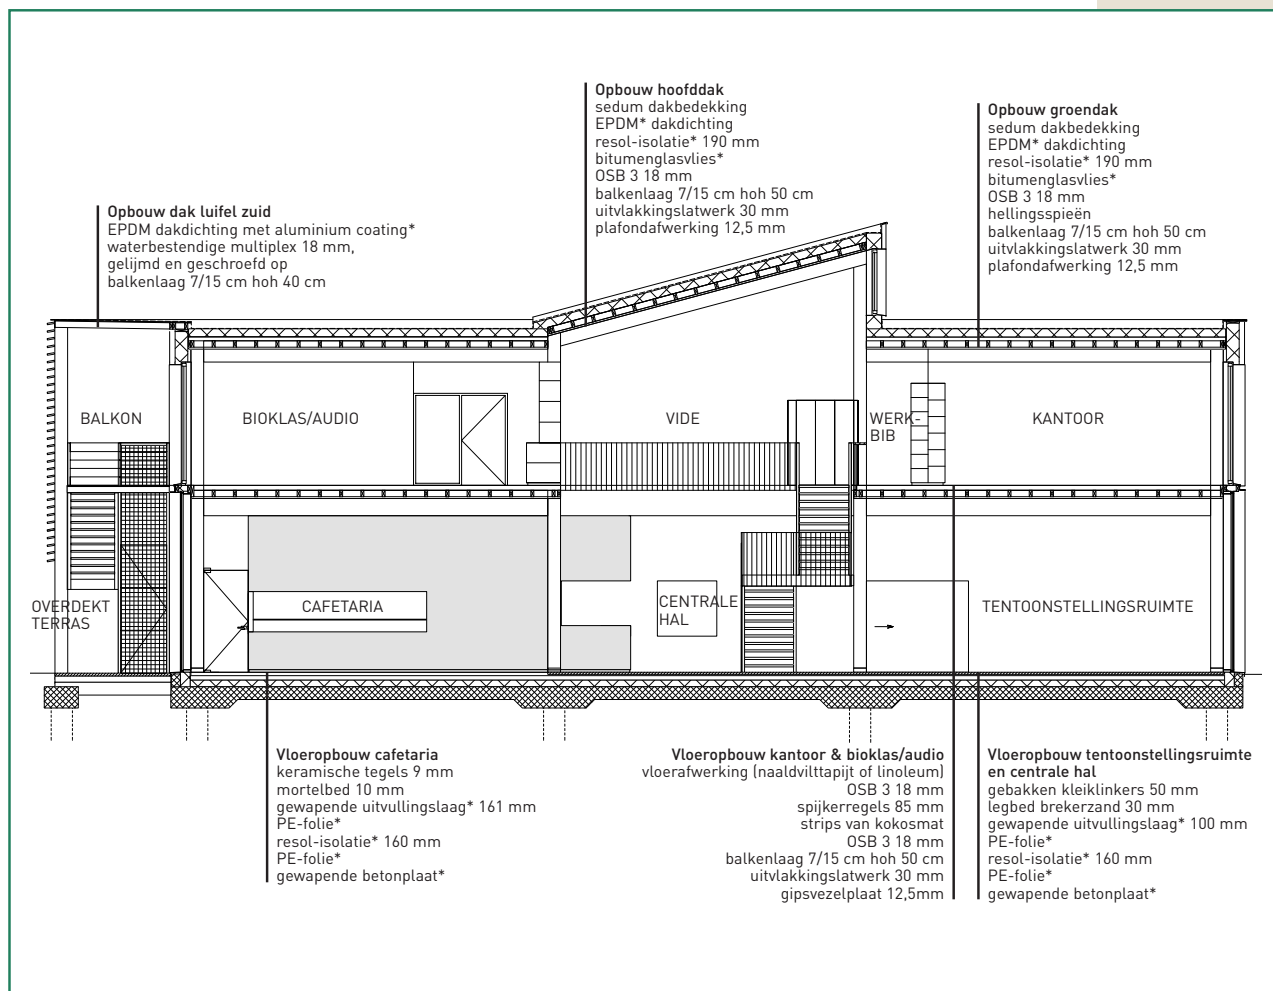 Opbouw hoofddak
sedum dakbedekking
EPDM* dakdichting
resol-isolatie* 190 mm
bitumenglasvlies*
OSB 3 18 mm
balkenlaag 7/15 cm hoh 50 cm
uitvlakkingslatwerk 30 mm
plafondafwerking 12,5 mm
Opbouw groendak
sedum dakbedekking
EPDM* dakdichting
resol-isolatie* 190 mm
bitumenglasvlies*
OSB 3 18 mm
hellingsspieën
balkenlaag 7/15 cm hoh 50 cm
uitvlakkingslatwerk 30 mm
plafondafwerking 12,5 mm
Opbouw dak luifel zuid
EPDM dakdichting met aluminium coating*
waterbestendige multiplex 18 mm,
gelijmd en geschroefd op
balkenlaag 7/15 cm hoh 40 cm
BALKON
BIOKLAS/AUDIO
VIDE
WERK-
BIB
KANTOOR
OVERDEKT
TERRAS
CAFETARIA
CENTRALE
HAL
TENTOONSTELLINGSRUIMTE
Vloeropbouw cafetaria
keramische tegels 9 mm
mortelbed 10 mm
gewapende uitvullingslaag* 161 mm
PE-folie*
resol-isolatie* 160 mm
PE-folie*
gewapende betonplaat*
Vloeropbouw kantoor & bioklas/audio
vloerafwerking (naaldvilttapijt of linoleum)
OSB 3 18 mm
spijkerregels 85 mm
strips van kokosmat
OSB 3 18 mm
balkenlaag 7/15 cm hoh 50 cm
uitvlakkingslatwerk 30 mm
gipsvezelplaat 12,5mm
Vloeropbouw tentoonstellingsruimte
en centrale hal
gebakken kleiklinkers 50 mm
legbed brekerzand 30 mm
gewapende uitvullingslaag* 100 mm
PE-folie*
resol-isolatie* 160 mm
PE-folie*
gewapende betonplaat*